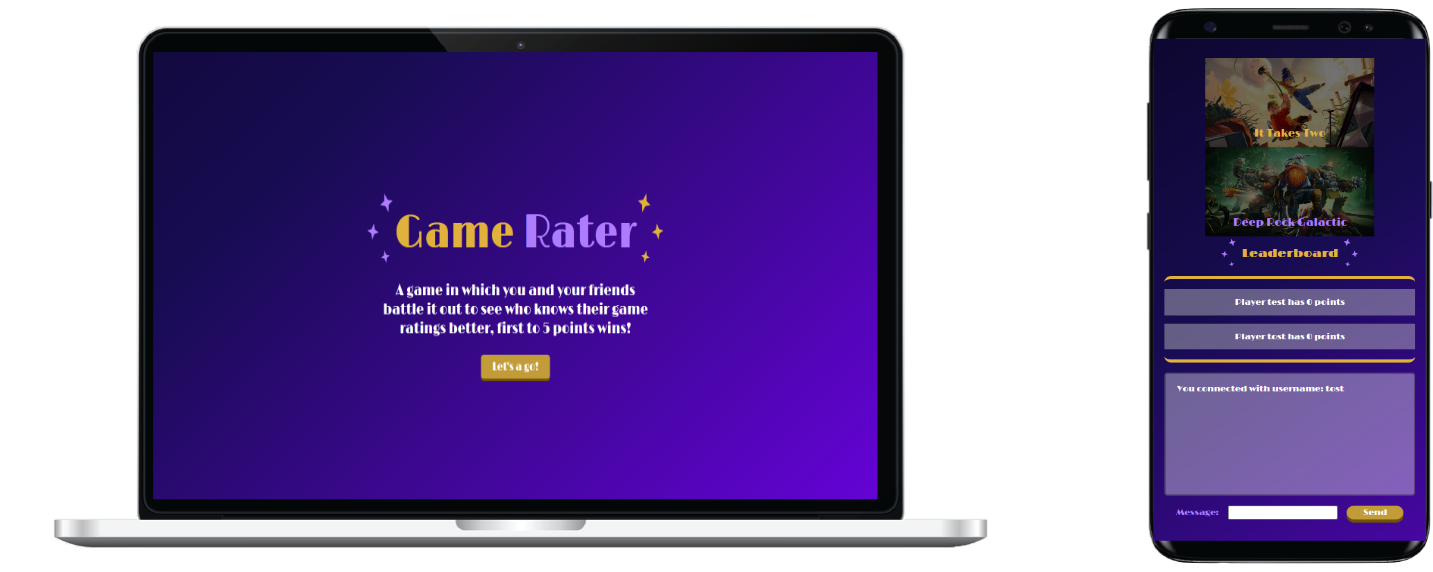 Game Rater
A game in which you and your friends
battle it out to see who knows their game
ratings better, first to 5 points wins!
Let's a go!
It Takes Two
Deep Rock Galactic
Leaderboard
Player test has 0 points
Player tost has 0 points
You connected with username: tost
Message:
Send